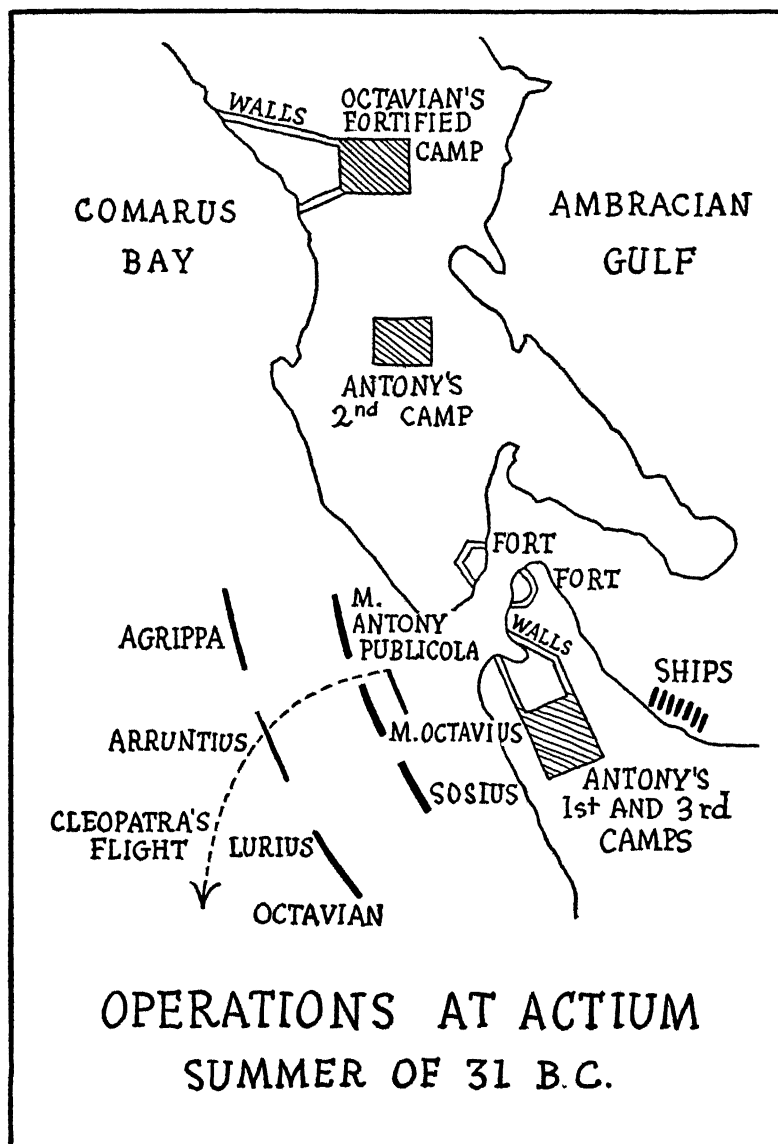 WALLS
OCTAVIAN'S
FORTIFIED
CAMP
COMARUS
BAY
AMBRACIAN
GULF
ANTONY'S
2nd CAMP
FORT
FORT
WALLS
SHIPS
AGRIPPA
M.
ANTONY
PUBLICOLA
ARRUNTIUS
M. OCTAVIUS
SOSIUS
ANTONY'S
1st AND 3rd
CAMPS
CLEOPATRA'S
FLIGHT
LURIUS
OCTAVIAN
OPERATIONS AT ACTIUM
SUMMER OF 31 B.C.